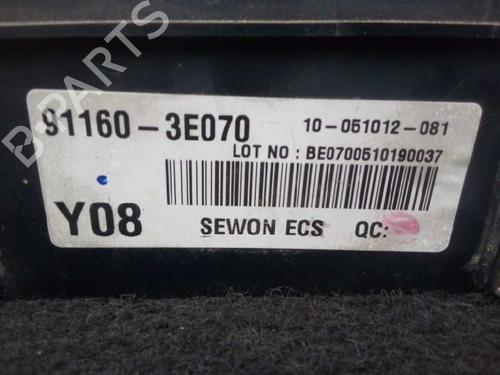 91160-3E070
10-051012-081
LOT NO : BE0700510190037
Y08
SEWON ECS QC:
B-PARTS